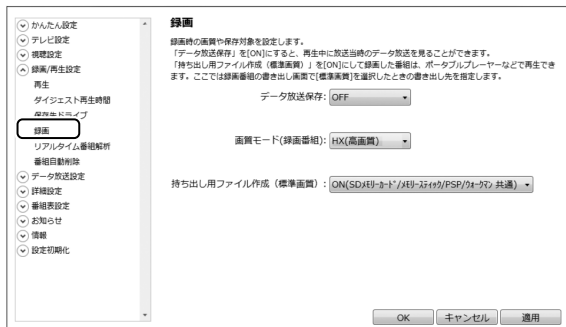 かんたん設定
テレビ設定
視聴設定
録画/再生設定
再生
ダイジェスト再生時間
保存先ドライブ
録画
リアルタイム番組解析
番組自動削除
データ放送設定
詳細設定
番組表設定
お知らせ
情報
設定初期化
録画
録画時の画質や保存対象を設定します。
「データ放送保存」を[ON]にすると、再生中に放送当時のデータ放送を見ることができます。
「持ち出し用ファイル作成（標準画質）」を[ON]にして録画した番組は、ポータブルプレーヤーなどで再生でき
ます。ここでは録画番組の書き出し画面で[標準画質]を選択したときの書き出し先を指定します。
データ放送保存: OFF
画質モード(録画番組): HX(高画質)
持ち出し用ファイル作成（標準画質）: ON(SDﾒﾓﾘｰｶｰﾄﾞ/ﾒﾓﾘｰｽﾃｨｯｸ/PSP/ｳｫｰｸﾏﾝ 共通)
OK キャンセル 適用